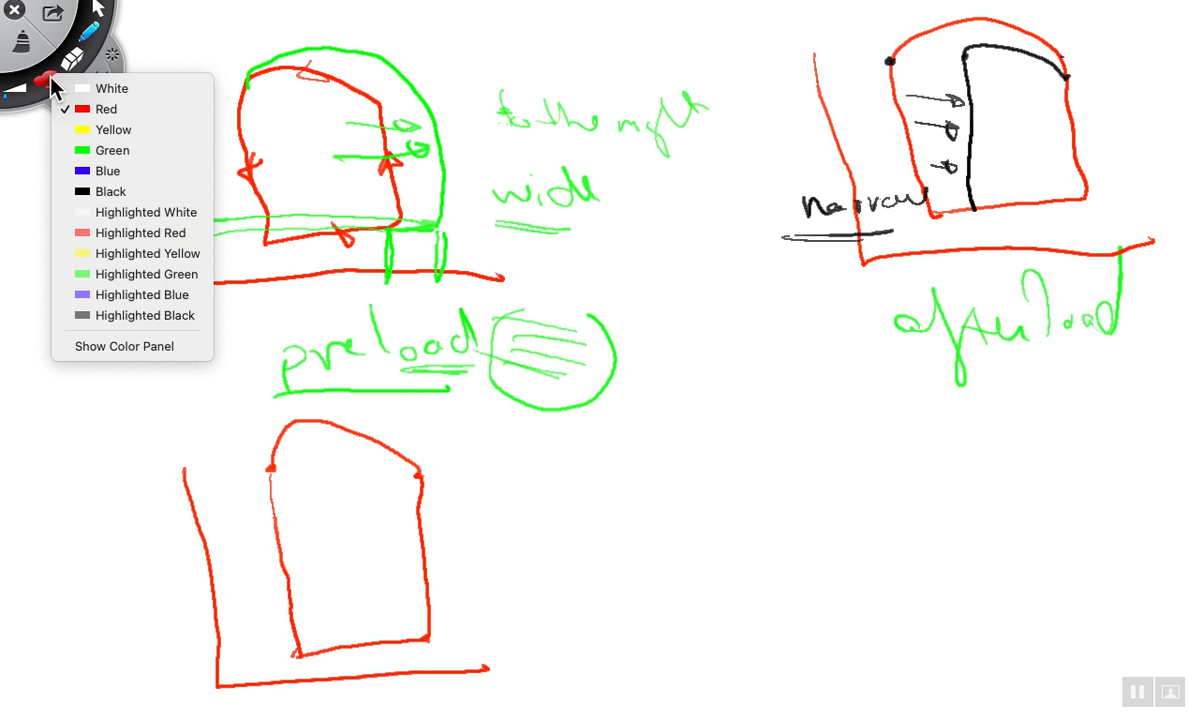 White
Red
Yellow
Green
Blue
Black
Highlighted White
Highlighted Red
Highlighted Yellow
Highlighted Green
Highlighted Blue
Highlighted Black
Show Color Panel
to the right
wide
preload
narrow
afterload